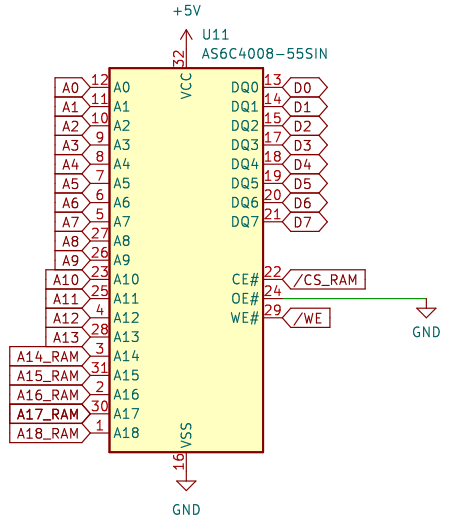 +5V
U11
AS6C4008-55SIN
32
VCC
A0 12 A0 DQ0 13 D0
A1 11 A1 DQ1 14 D1
A2 10 A2 DQ2 15 D2
A3 9 A3 DQ3 17 D3
A4 8 A4 DQ4 18 D4
A5 7 A5 DQ5 19 D5
A6 6 A6 DQ6 20 D6
A7 5 A7 DQ7 21 D7
A8 27 A8
A9 26 A9
A10 23 A10 CE# 22 /CS_RAM
A11 25 A11 OE# 24
A12 4 A12 WE# 29 /WE
A13 28 A13
GND
A14_RAM 3 A14
A15_RAM 31 A15
A16_RAM 2 A16
A17_RAM 30 A17
A18_RAM 1 A18
VSS
16
GND